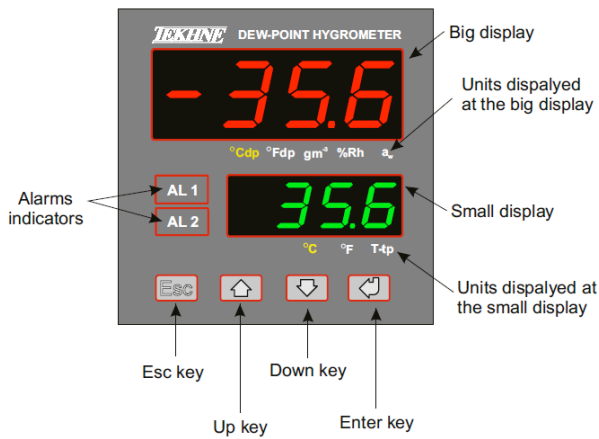 TEKHNE DEW-POINT HYGROMETER
Big display
-35.6
Units dispalyed
at the big display
°Cdp °Fdp gm⁻³ %Rh aw
AL 1
AL 2
Alarms
indicators
35.6
Small display
°C °F T-tp
Units dispalyed at
the small display
Esc
Esc key
Down key
Up key
Enter key